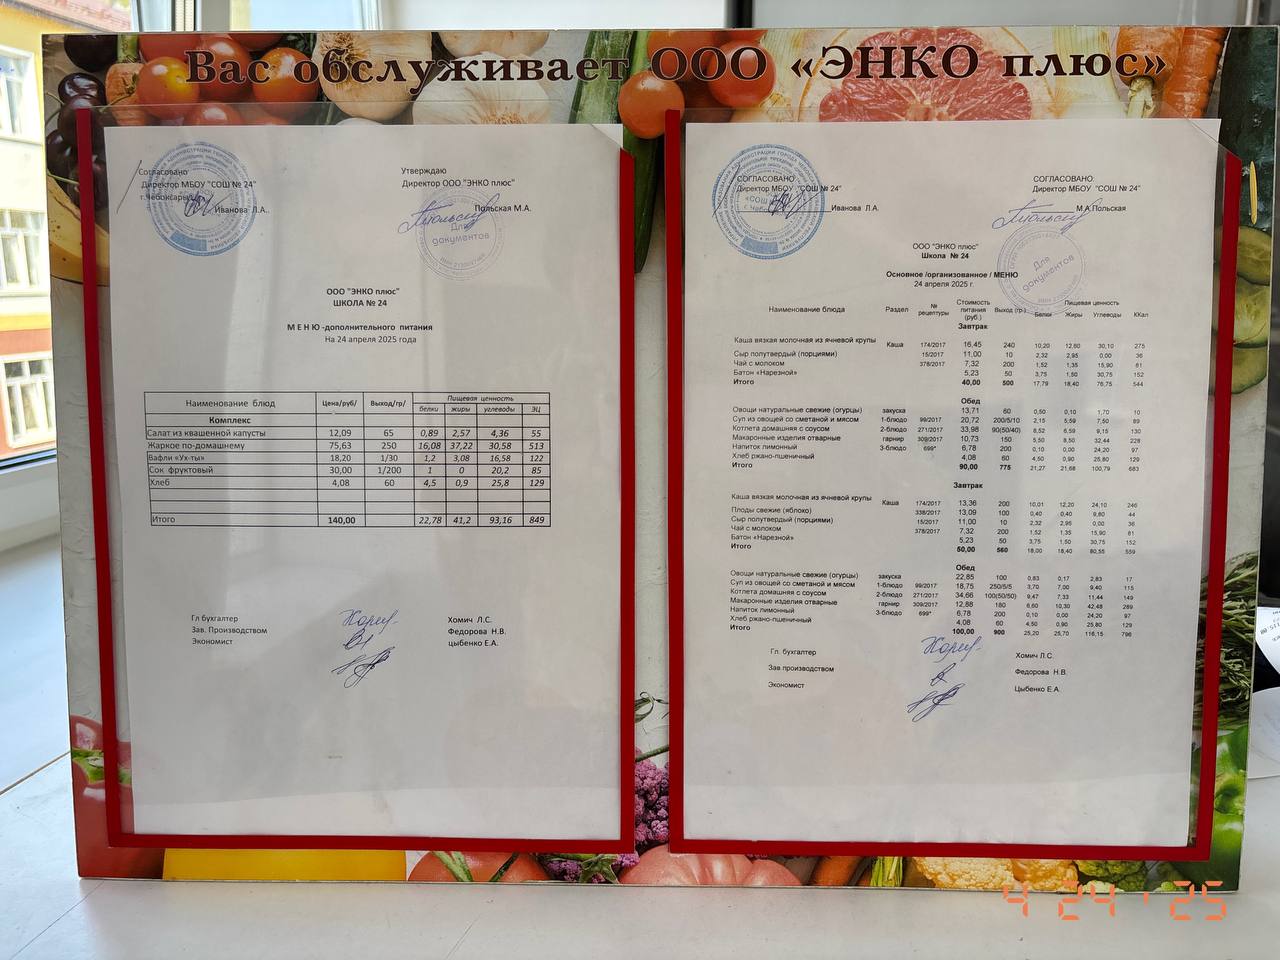 Вас обслуживает ООО «ЭНКО плюс»
Согласовано
Директор МБОУ "СОШ № 24"
г.Чебоксары
Иванова Л.А..
Утверждаю
Директор ООО "ЭНКО плюс"
Польская М.А.
Для документов
ООО "ЭНКО плюс"
ШКОЛА № 24
М Е Н Ю -дополнительного питания
На 24 апреля 2025 года
Наименование блюд Цена/руб/ Выход/гр/ Пищевая ценность
белки жиры углеводы ЭЦ
Комплекс
Салат из квашенной капусты 12,09 65 0,89 2,57 4,36 55
Жаркое по-домашнему 75,63 250 16,08 37,22 30,58 513
Вафли «Ух-ты» 18,20 1/30 1,2 3,08 16,58 122
Сок фруктовый 30,00 1/200 1 0 20,2 85
Хлеб 4,08 60 4,5 0,9 25,8 129
Итого 140,00 22,78 41,2 93,16 849
Гл бухгалтер Хомич Л.С.
Зав. Производством Федорова Н.В.
Экономист цыбенко Е.А.
СОГЛАСОВАНО
Директор МБОУ "СОШ № 24"
Иванова Л.А.
СОГЛАСОВАНО:
Директор МБОУ "СОШ № 24"
М.А.Польская
Для документов
ООО "ЭНКО плюс"
Школа № 24
Основное /организованное / МЕНЮ
24 апреля 2025 г.
Наименование блюда Раздел № рецептуры Стоимость питания (руб.) Выход (гр.) Пищевая ценность
Белки Жиры Углеводы ККал
Завтрак
Каша вязкая молочная из ячневой крупы Каша 174/2017 16,45 240 10,20 12,60 30,10 275
Сыр полутвердый (порциями) 15/2017 11,00 10 2,32 2,95 0,00 36
Чай с молоком 378/2017 7,32 200 1,52 1,35 15,90 81
Батон «Нарезной» 5,23 50 3,75 1,50 30,75 152
Итого 40,00 500 17,79 18,40 76,75 544
Обед
Овощи натуральные свежие (огурцы) закуска 13,71 60 0,50 0,10 1,70 10
Суп из овощей со сметаной и мясом 1-блюдо 99/2017 20,72 200/5/10 2,15 5,59 7,50 89
Котлета домашняя с соусом 2-блюдо 271/2017 33,98 90(50/40) 8,52 8,59 9,15 130
Макаронные изделия отварные гарнир 309/2017 10,73 150 5,50 8,50 32,44 228
Напиток лимонный 3-блюдо 699* 6,78 200 0,10 0,00 24,20 97
Хлеб ржано-пшеничный 4,08 60 4,50 0,90 25,80 129
Итого 90,00 775 21,27 21,68 100,79 683
Завтрак
Каша вязкая молочная из ячневой крупы Каша 174/2017 13,36 200 10,01 12,20 24,10 246
Плоды свежие (яблоко) 338/2017 13,09 100 0,40 0,40 9,80 44
Сыр полутвердый (порциями) 15/2017 11,00 10 2,32 2,95 0,00 36
Чай с молоком 378/2017 7,32 200 1,52 1,35 15,90 81
Батон «Нарезной» 5,23 50 3,75 1,50 30,75 152
Итого 50,00 560 18,00 18,40 80,55 559
Обед
Овощи натуральные свежие (огурцы) закуска 22,85 100 0,83 0,17 2,83 17
Суп из овощей со сметаной и мясом 1-блюдо 99/2017 18,75 250/5/5 3,70 7,00 9,40 115
Котлета домашняя с соусом 2-блюдо 271/2017 34,66 100(50/50) 9,47 7,33 11,44 149
Макаронные изделия отварные гарнир 309/2017 12,88 180 6,60 10,30 42,48 289
Напиток лимонный 3-блюдо 699* 6,78 200 0,10 0,00 24,20 97
Хлеб ржано-пшеничный 4,08 60 4,50 0,90 25,80 129
Итого 100,00 900 25,20 25,70 116,15 796
Гл. бухгалтер Хомич Л.С.
Зав.производством Федорова Н.В.
Экономист Цыбенко Е.А.
4 24 ' 25